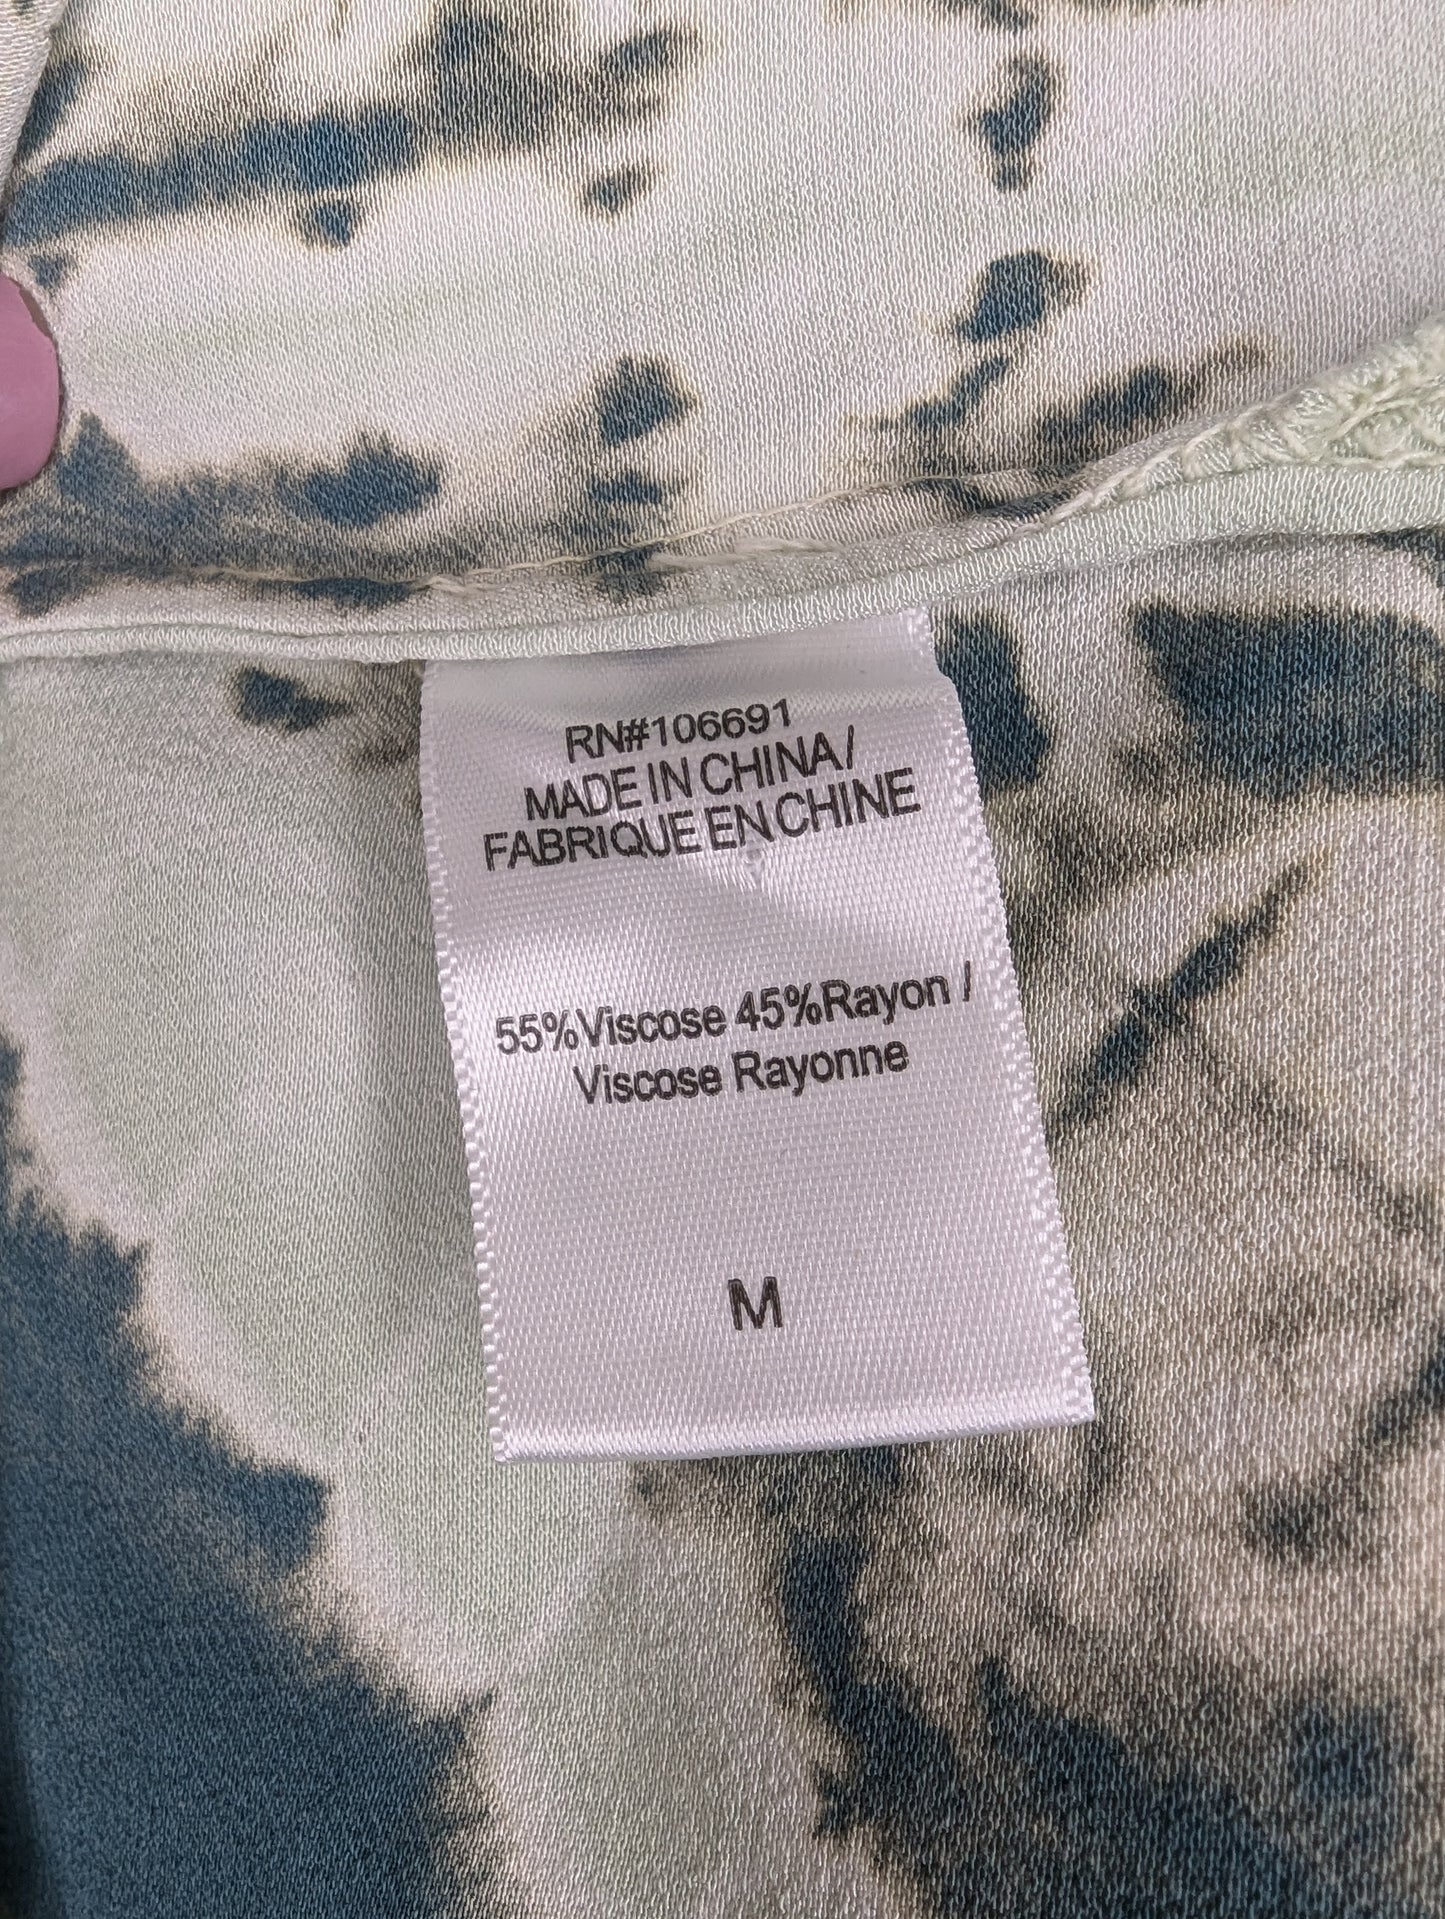 RN#106691
MADE IN CHINA/
FABRIQUE EN CHINE
55%Viscose 45%Rayon /
Viscose Rayonne
M